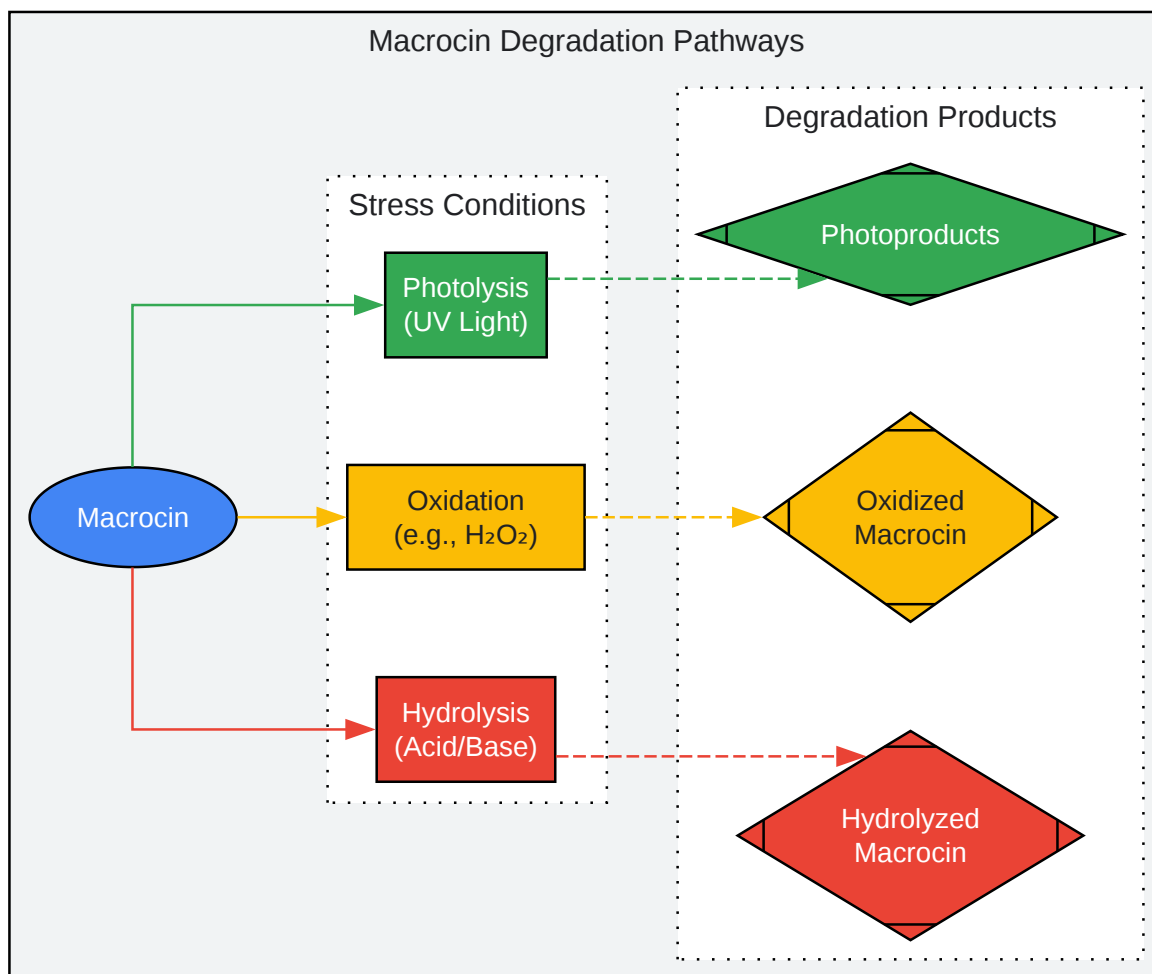 Macrocin Degradation Pathways
Degradation Products
Stress Conditions
Photoproducts
Photolysis
(UV Light)
Macrocin
Oxidation
(e.g., H₂O₂)
Oxidized
Macrocin
Hydrolysis
(Acid/Base)
Hydrolyzed
Macrocin